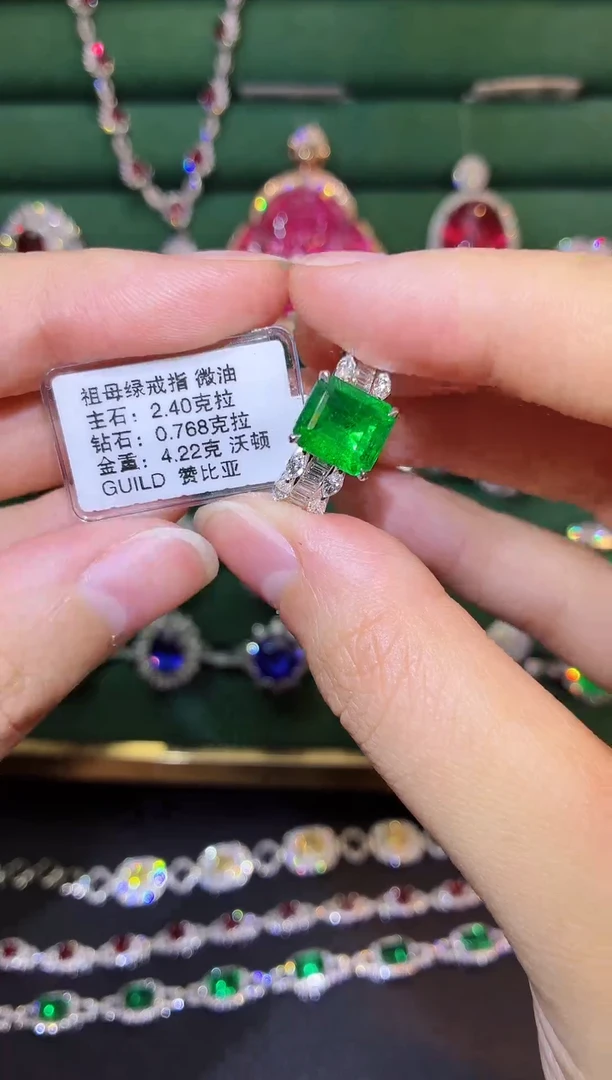 祖母绿戒指 微油
主石：2.40克拉
钻石：0.768克拉
金重：4.22克 沃顿
GUILD 赞比亚